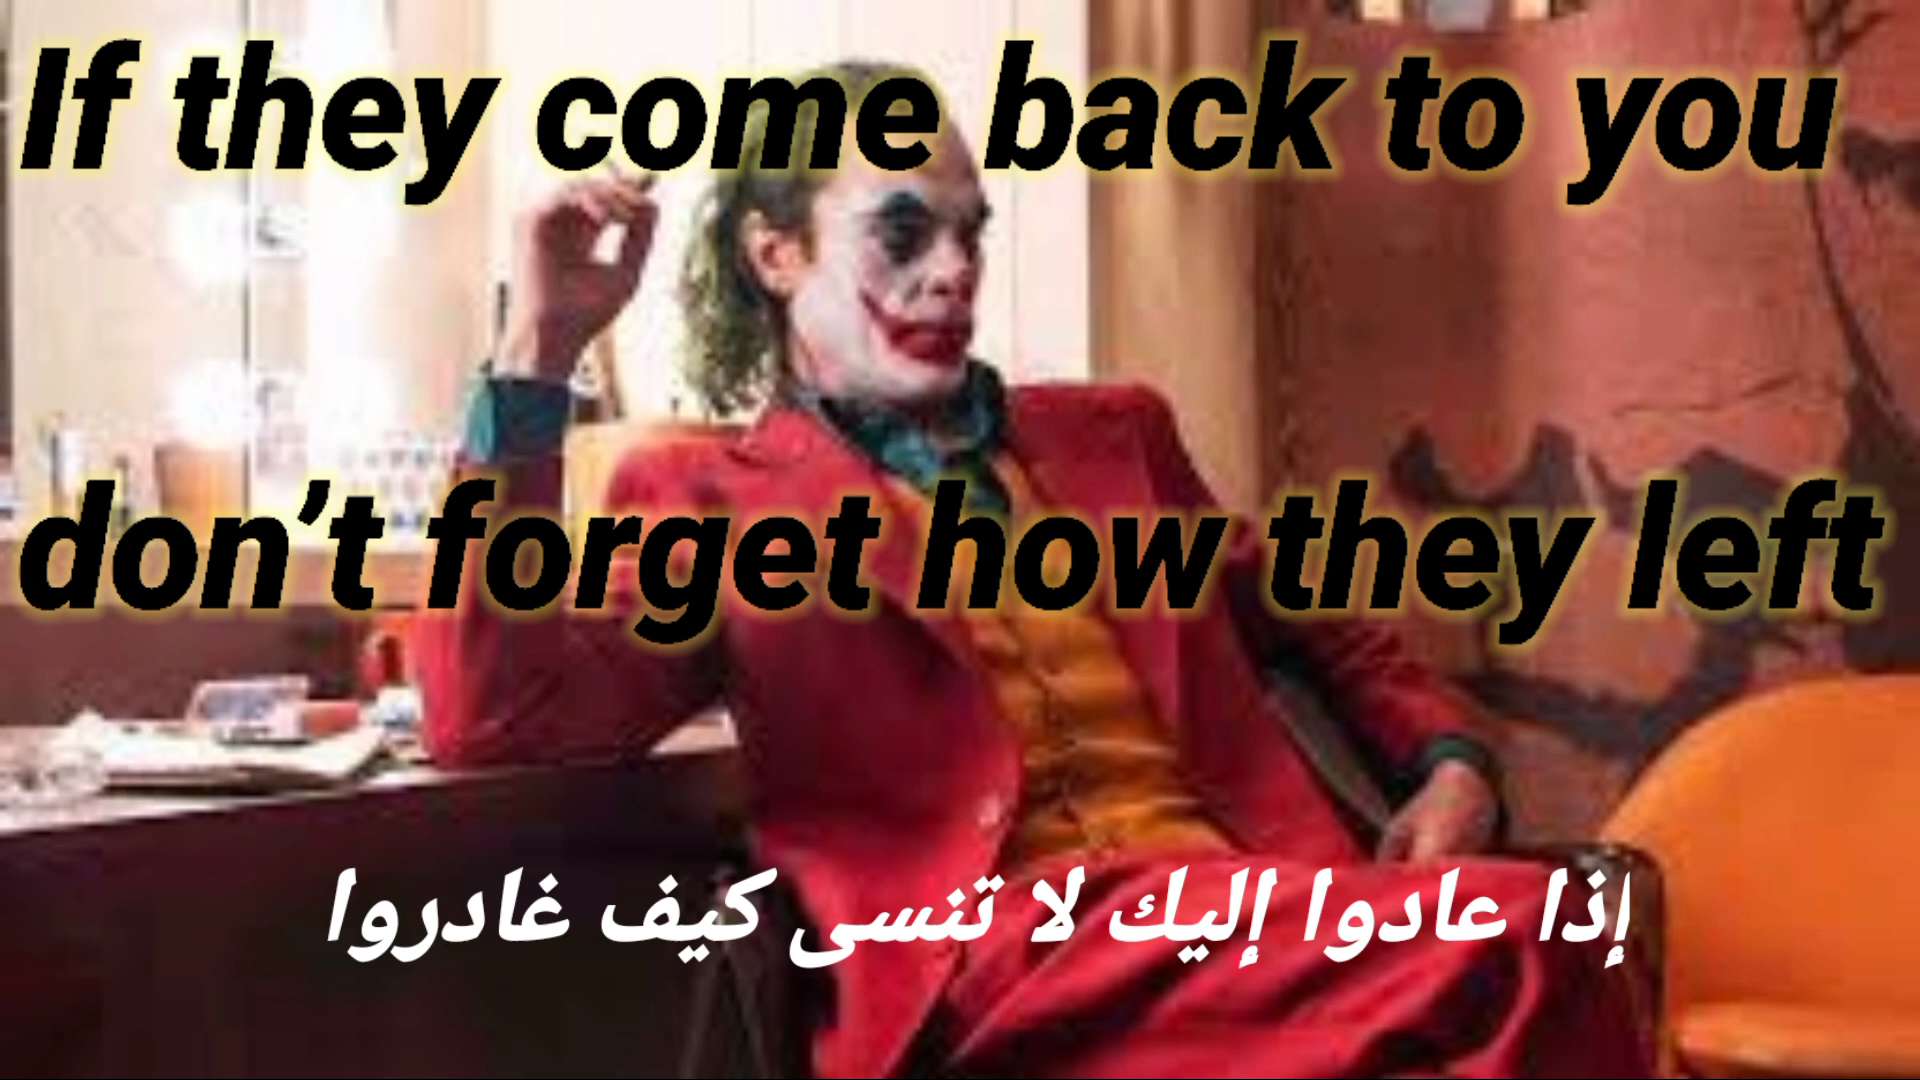 If they come back to you
don’t forget how they left
إذا عادوا إليك لا تنسى كيف غادروا